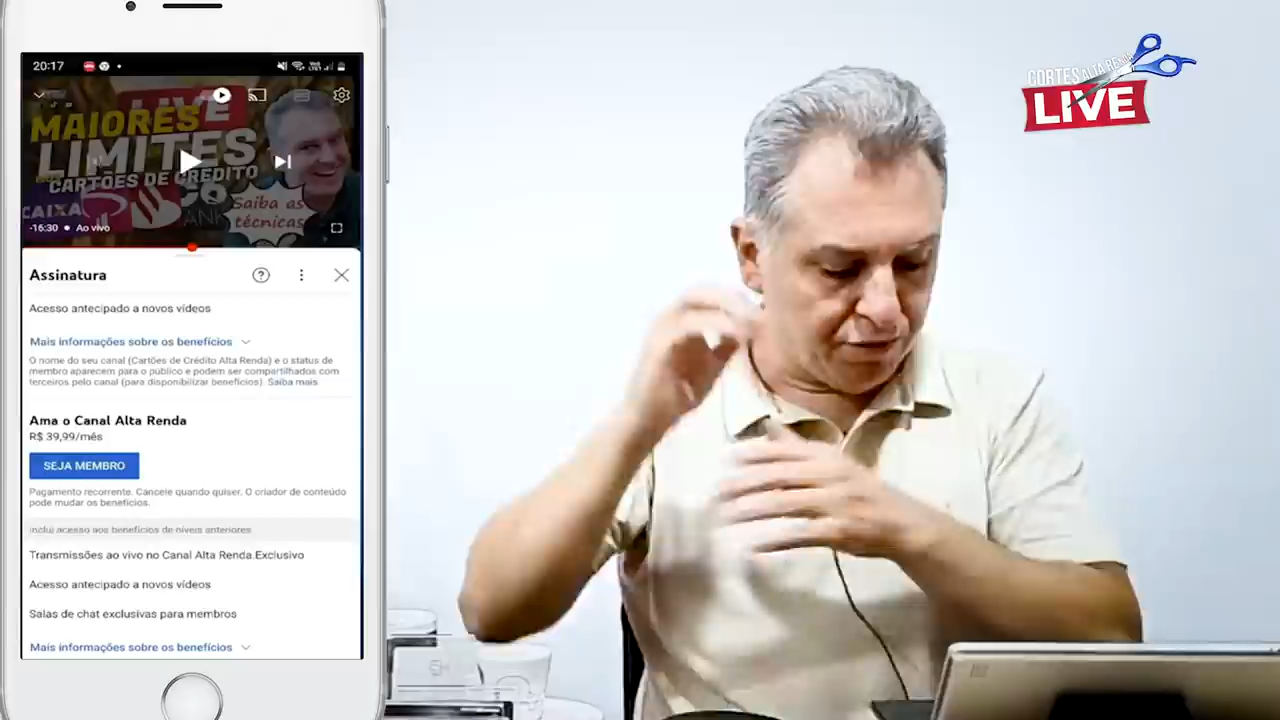 20:17
LIVE
MAIORES
LIMITES
CARTÕES DE CRÉDITO
CAIXA
C6
BANK
Saiba as
técnicas
-16:30 • Ao vivo
Assinatura
Acesso antecipado a novos vídeos
Mais informações sobre os benefícios
O nome do seu canal (Cartões de Crédito Alta Renda) e o status de
membro aparecem para o público e podem ser compartilhados com
terceiros pelo canal (para disponibilizar benefícios). Saiba mais
Ama o Canal Alta Renda
R$ 39,99/mês
SEJA MEMBRO
Pagamento recorrente. Cancele quando quiser. O criador de conteúdo
pode mudar os benefícios.
Inclui acesso aos benefícios de níveis anteriores
Transmissões ao vivo no Canal Alta Renda.Exclusivo
Acesso antecipado a novos vídeos
Salas de chat exclusivas para membros
Mais informações sobre os benefícios
CORTES ALTA RENDA
LIVE